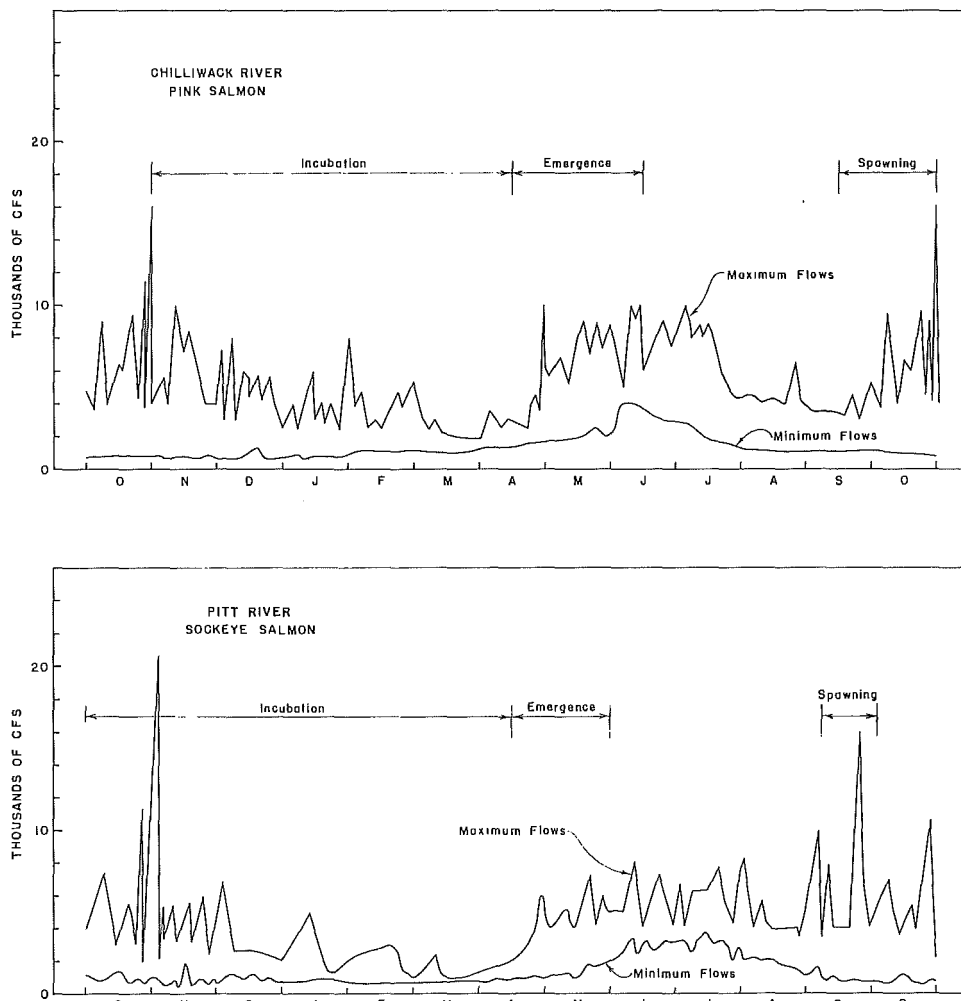 CHILLIWACK RIVER
PINK SALMON
20
Incubation
Emergence
Spawning
THOUSANDS OF CFS
Maximum Flows
10
Minimum Flows
0
O N D J F M A M J J A S O
PITT RIVER
SOCKEYE SALMON
20
Incubation
Emergence
Spawning
THOUSANDS OF CFS
Maximum Flows
10
Minimum Flows
0